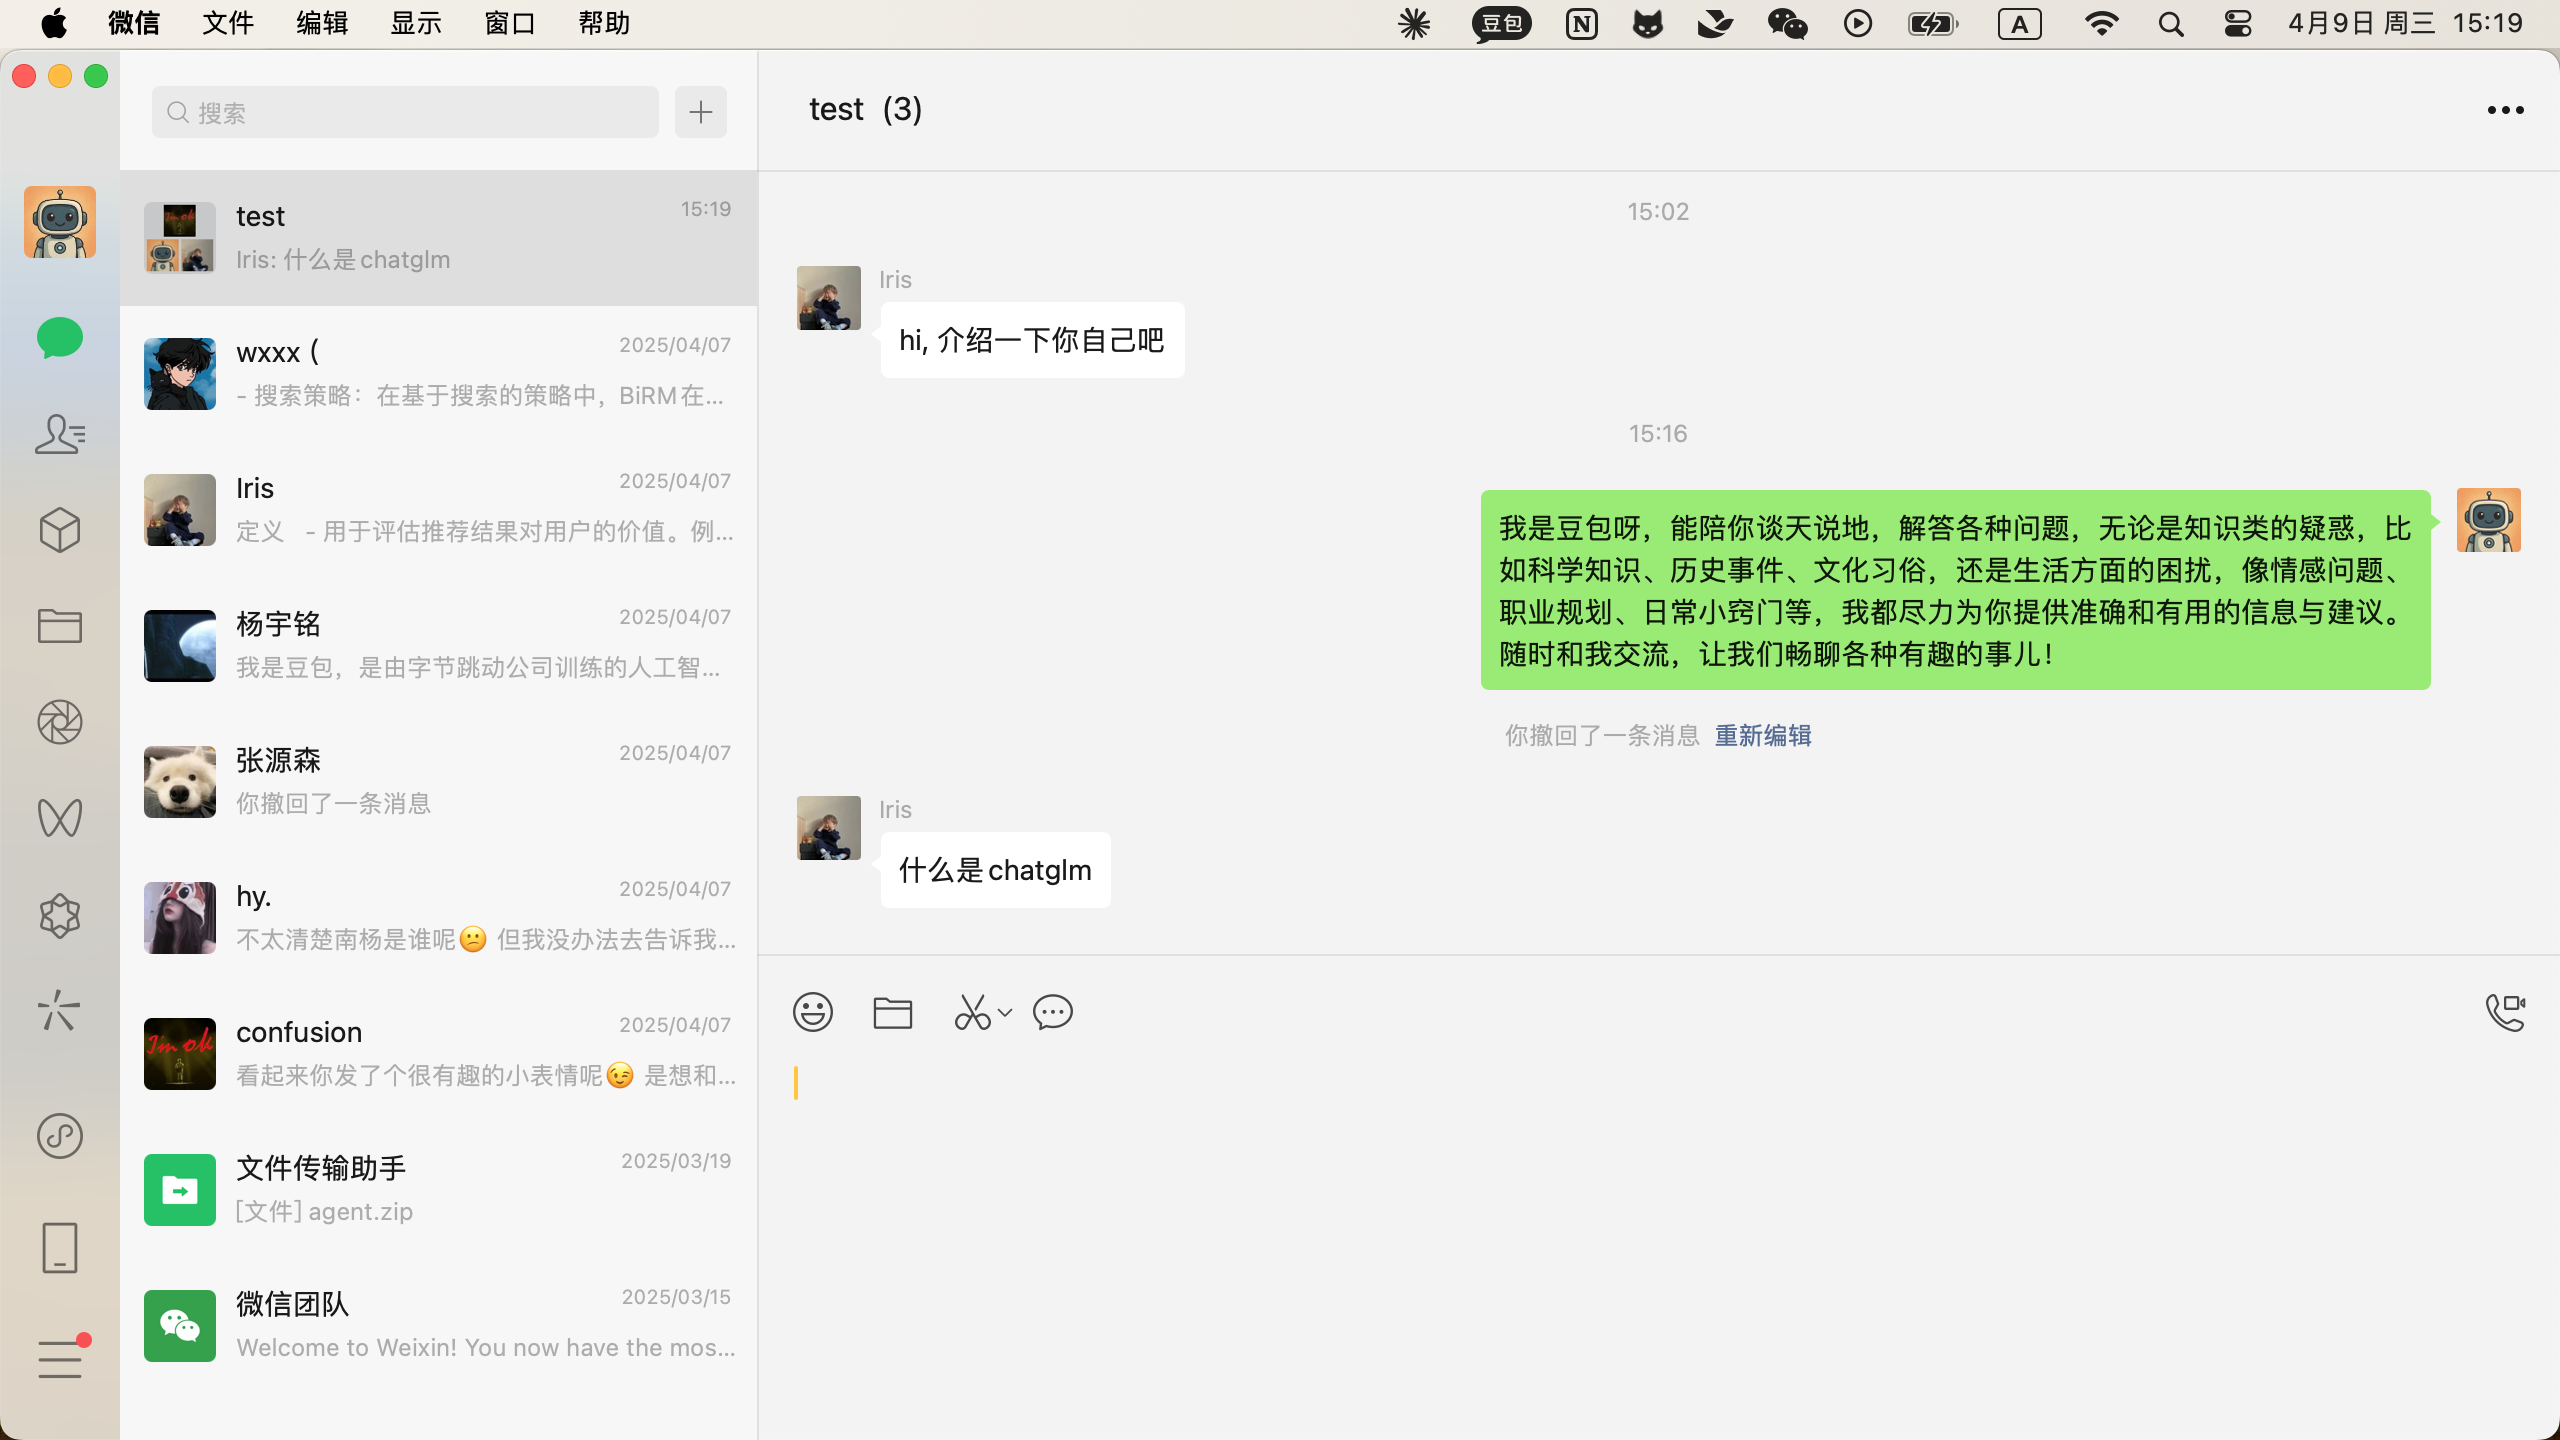 微信 文件 编辑 显示 窗口 帮助 豆包 N A 4月9日 周三 15:19
搜索
test 15:19
Iris: 什么是chatglm
wxxx ( 2025/04/07
- 搜索策略：在基于搜索的策略中，BiRM在...
Iris 2025/04/07
定义 - 用于评估推荐结果对用户的价值。例...
杨宇铭 2025/04/07
我是豆包，是由字节跳动公司训练的人工智...
张源森 2025/04/07
你撤回了一条消息
hy. 2025/04/07
不太清楚南杨是谁呢😕 但我没办法去告诉我...
I'm ok
confusion 2025/04/07
看起来你发了个很有趣的小表情呢😉 是想和...
文件传输助手 2025/03/19
[文件] agent.zip
微信团队 2025/03/15
Welcome to Weixin! You now have the mos...
test (3)
15:02
Iris
hi, 介绍一下你自己吧
15:16
我是豆包呀，能陪你谈天说地，解答各种问题，无论是知识类的疑惑，比
如科学知识、历史事件、文化习俗，还是生活方面的困扰，像情感问题、
职业规划、日常小窍门等，我都尽力为你提供准确和有用的信息与建议。
随时和我交流，让我们畅聊各种有趣的事儿！
你撤回了一条消息 重新编辑
Iris
什么是chatglm